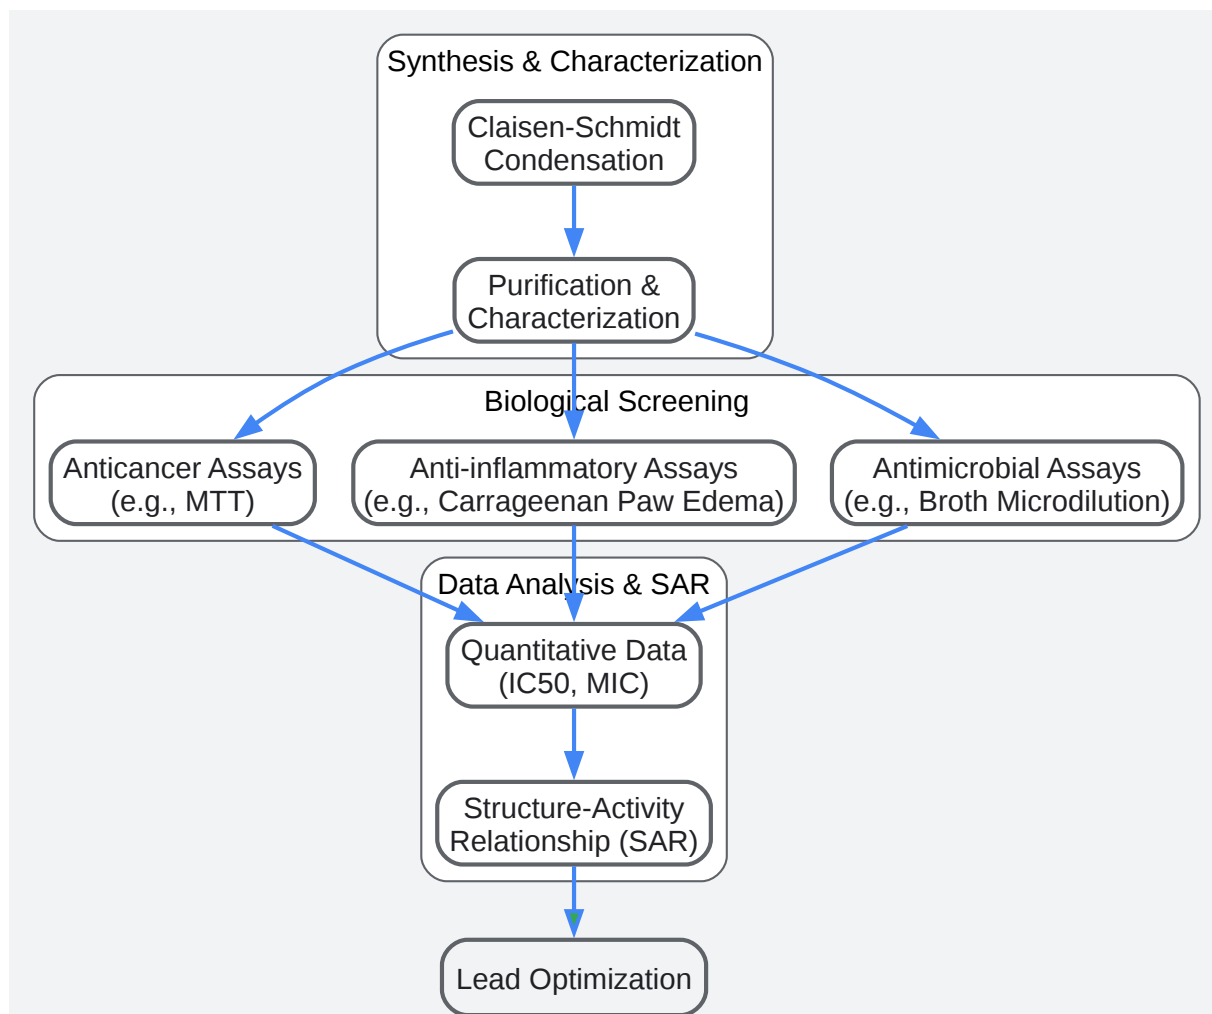 Synthesis & Characterization
Claisen-Schmidt
Condensation
Purification &
Characterization
Biological Screening
Anticancer Assays
(e.g., MTT)
Anti-inflammatory Assays
(e.g., Carrageenan Paw Edema)
Antimicrobial Assays
(e.g., Broth Microdilution)
Data Analysis & SAR
Quantitative Data
(IC50, MIC)
Structure-Activity
Relationship (SAR)
Lead Optimization